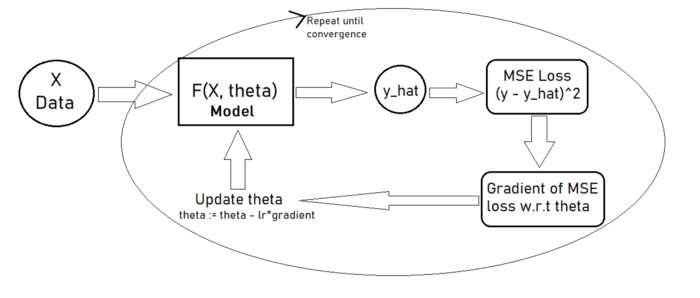 Repeat until
convergence
X
Data
F(X, theta)
Model
y_hat
MSE Loss
(y - y_hat)^2
Gradient of MSE
loss w.r.t theta
Update theta
theta := theta - lr*gradient